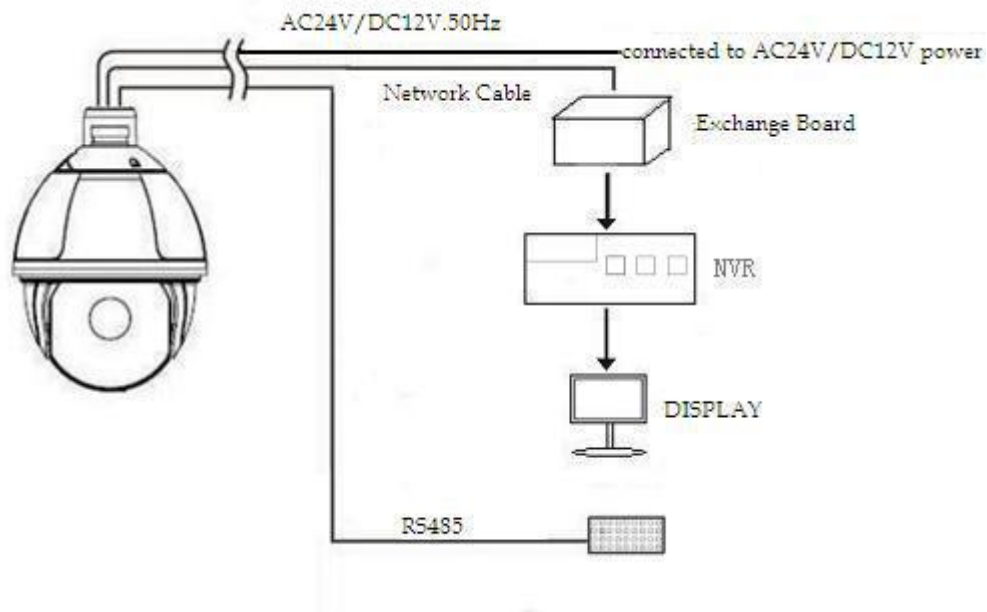 AC24V/DC12V.50Hz
connected to AC24V/DC12V power
Network Cable
Exchange Board
NVR
DISPLAY
RS485